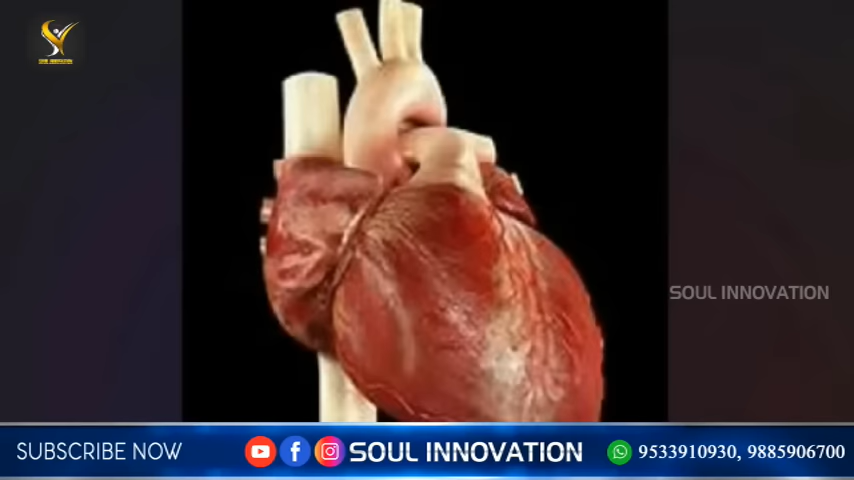 SOUL INNOVATION
SUBSCRIBE NOW
SOUL INNOVATION
9533910930, 9885906700